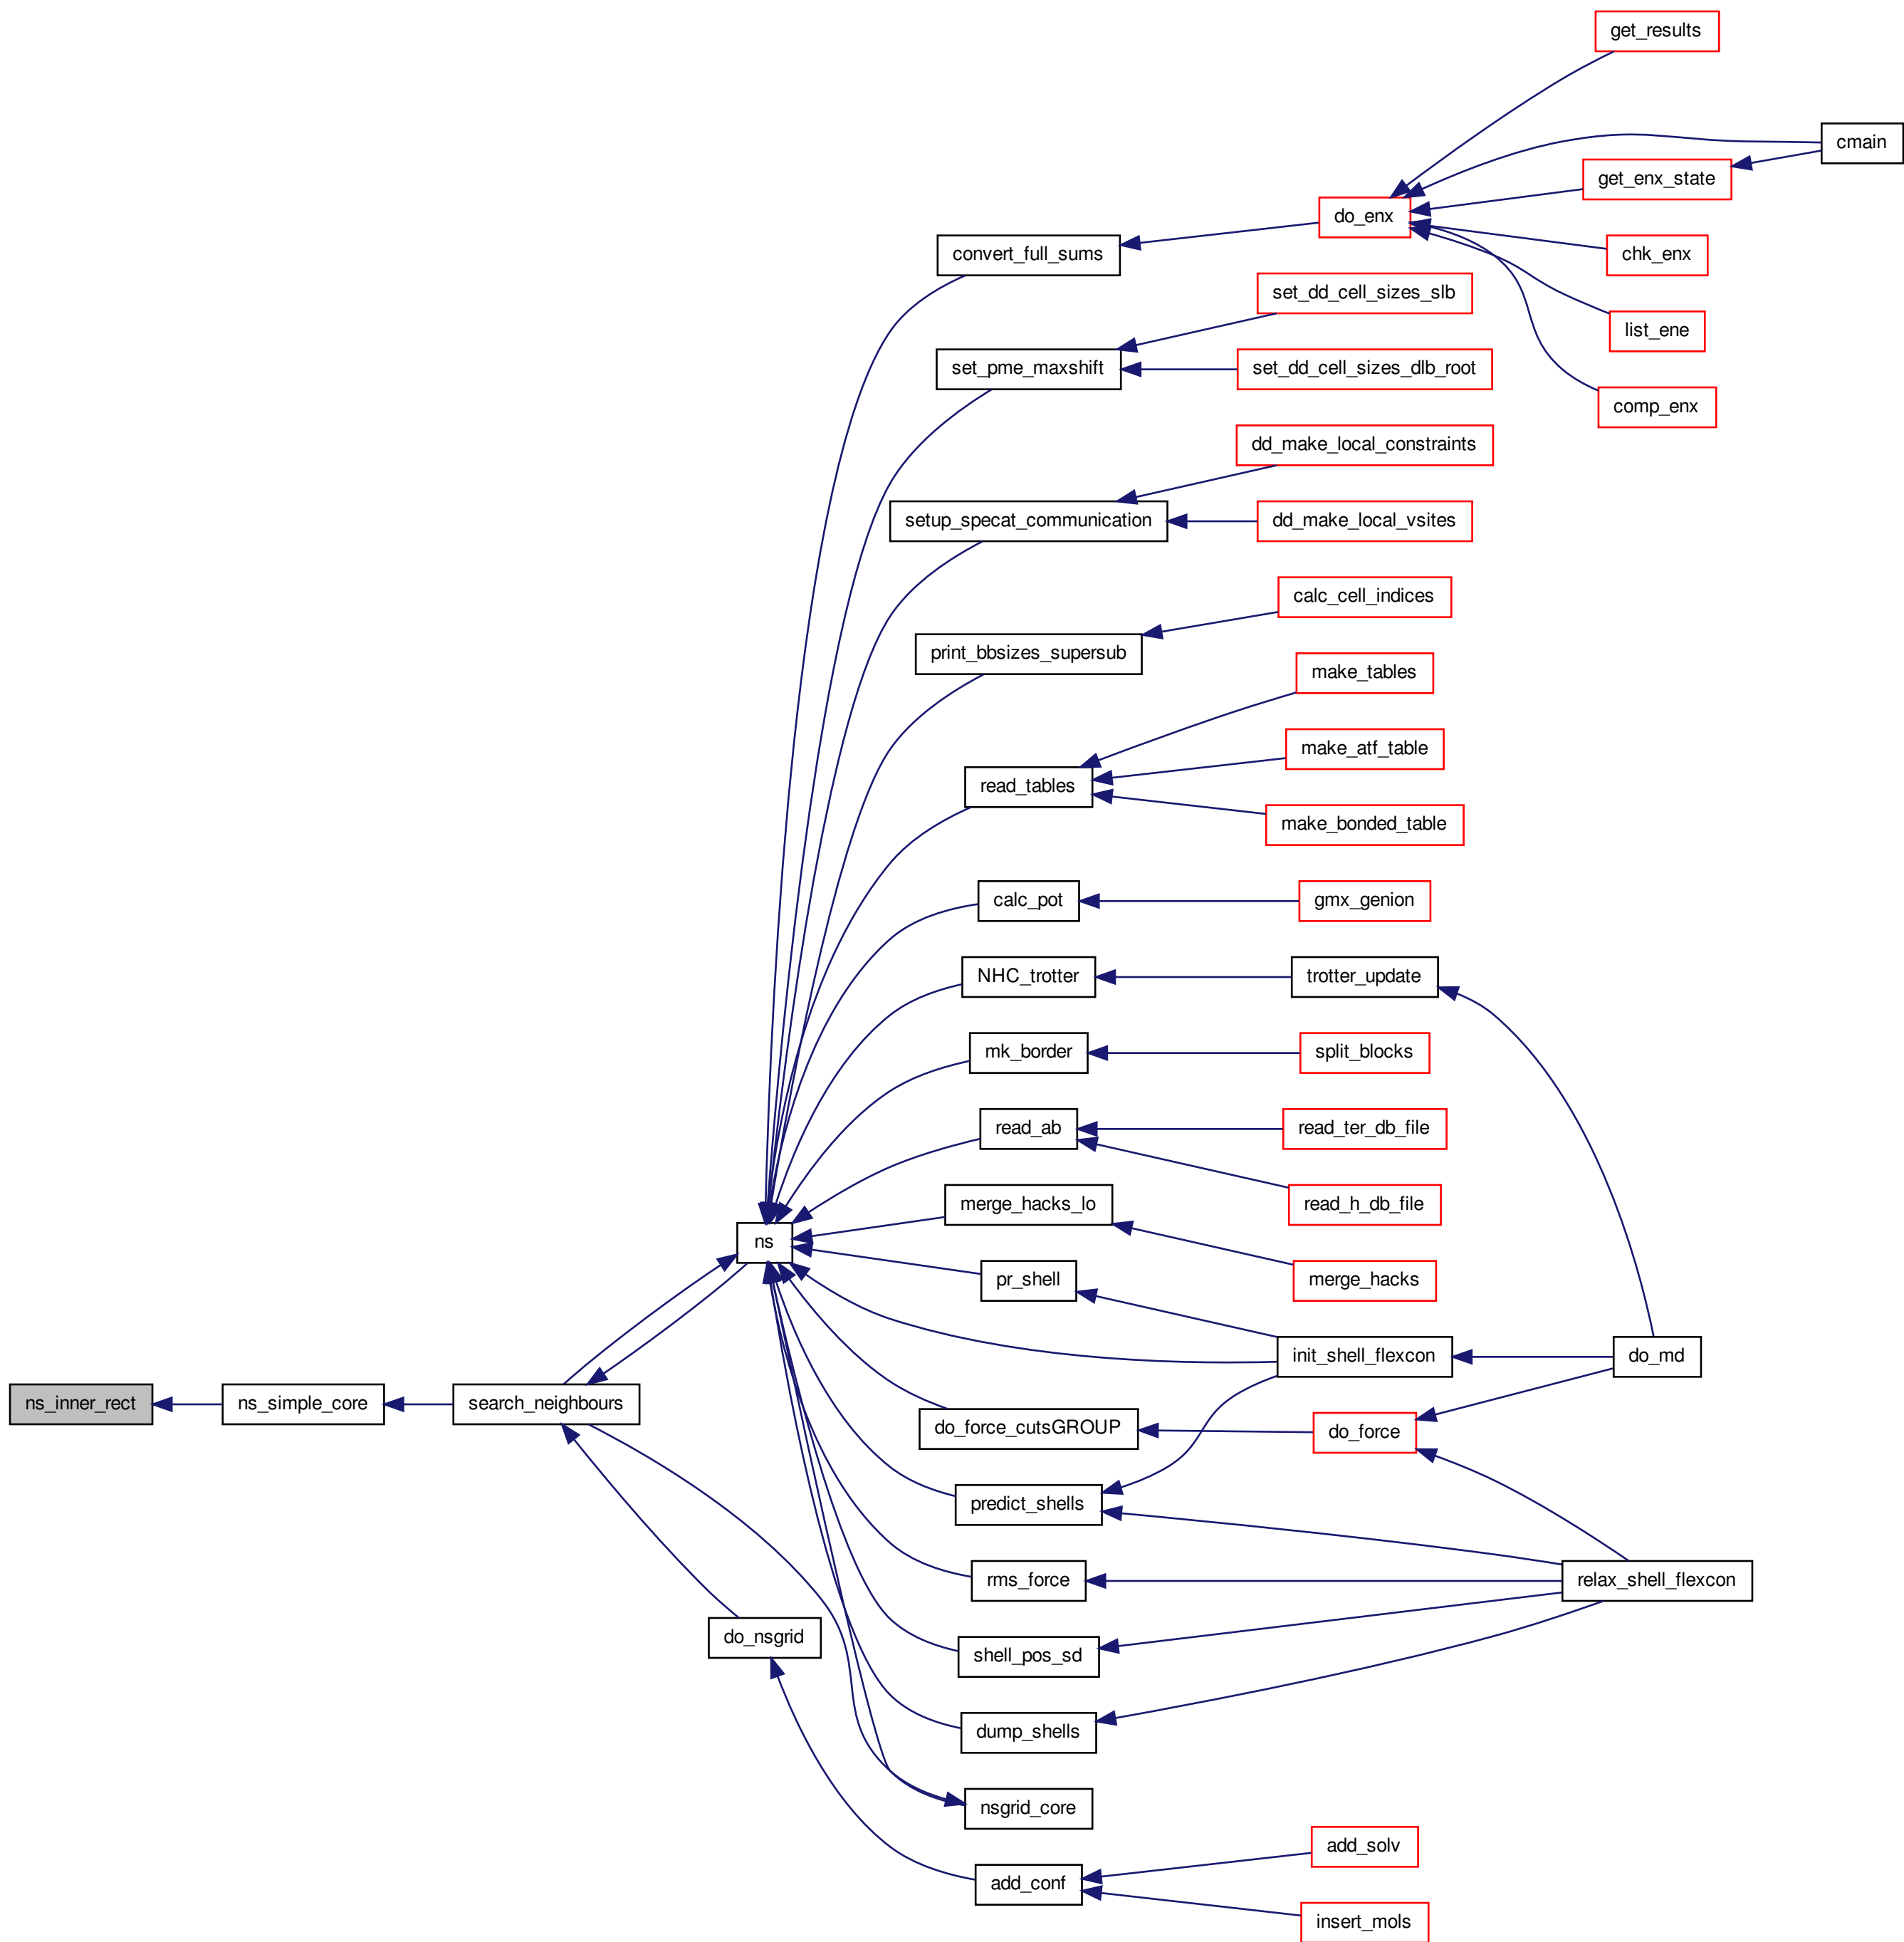 get_results
cmain
get_enx_state
do_enx
chk_enx
convert_full_sums
set_dd_cell_sizes_slb
list_ene
set_pme_maxshift
set_dd_cell_sizes_dlb_root
comp_enx
dd_make_local_constraints
setup_specat_communication
dd_make_local_vsites
calc_cell_indices
print_bbsizes_supersub
make_tables
make_atf_table
read_tables
make_bonded_table
calc_pot
gmx_genion
NHC_trotter
trotter_update
mk_border
split_blocks
read_ab
read_ter_db_file
merge_hacks_lo
read_h_db_file
ns
pr_shell
merge_hacks
init_shell_flexcon
do_md
ns_inner_rect
ns_simple_core
search_neighbours
do_force_cutsGROUP
do_force
predict_shells
rms_force
relax_shell_flexcon
do_nsgrid
shell_pos_sd
dump_shells
nsgrid_core
add_solv
add_conf
insert_mols